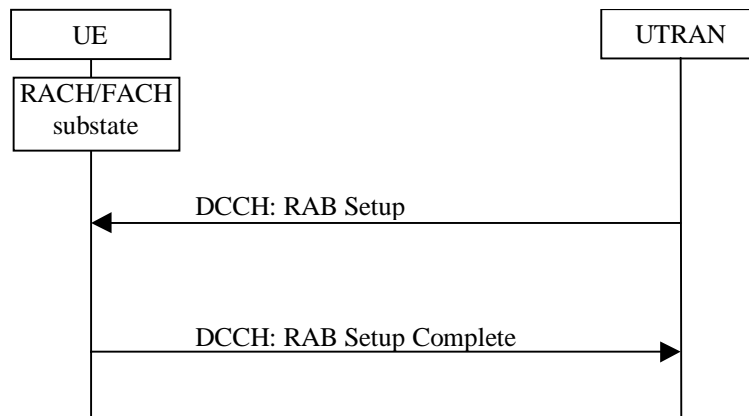 UE
UTRAN
RACH/FACH
substate
DCCH: RAB Setup
DCCH: RAB Setup Complete